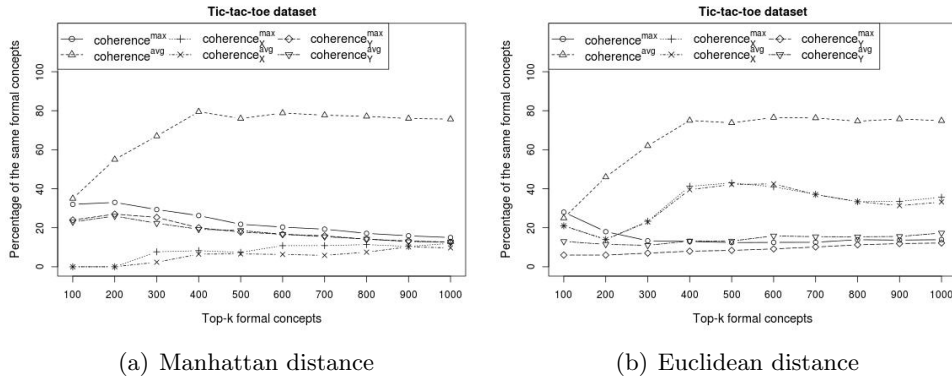 Tic-tac-toe dataset
coherence^max coherence_X^max coherence_Y^max
coherence^avg coherence_X^avg coherence_Y^avg
Percentage of the same formal concepts
0 20 40 60 80 100
100 200 300 400 500 600 700 800 900 1000
Top-k formal concepts
(a) Manhattan distance
Tic-tac-toe dataset
coherence^max coherence_X^max coherence_Y^max
coherence^avg coherence_X^avg coherence_Y^avg
Percentage of the same formal concepts
0 20 40 60 80 100
100 200 300 400 500 600 700 800 900 1000
Top-k formal concepts
(b) Euclidean distance